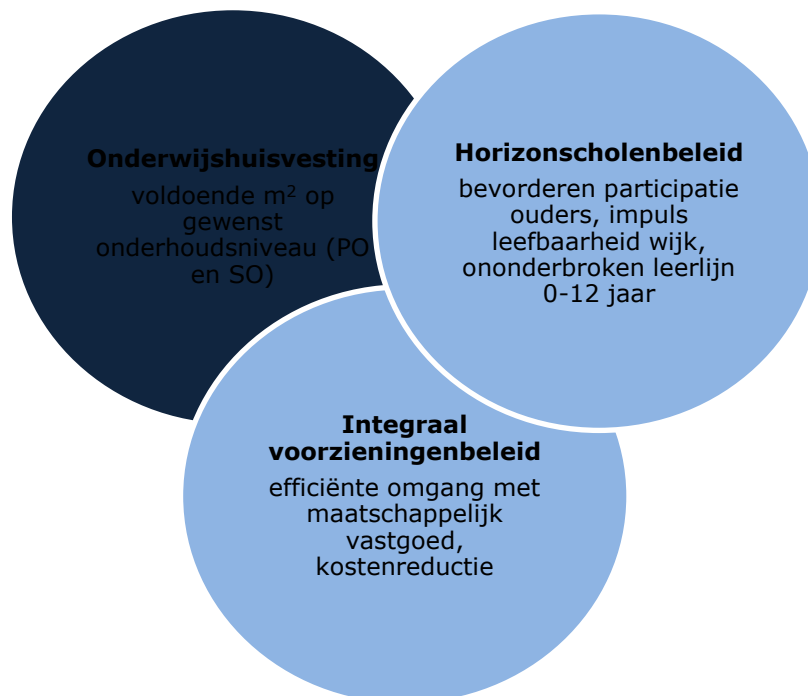 Onderwijshuisvesting
voldoende m² op
gewenst
onderhoudsniveau (PO
en SO)
Horizonscholenbeleid
bevorderen participatie
ouders, impuls
leefbaarheid wijk,
ononderbroken leerlijn
0-12 jaar
Integraal
voorzieningenbeleid
efficiënte omgang met
maatschappelijk
vastgoed,
kostenreductie